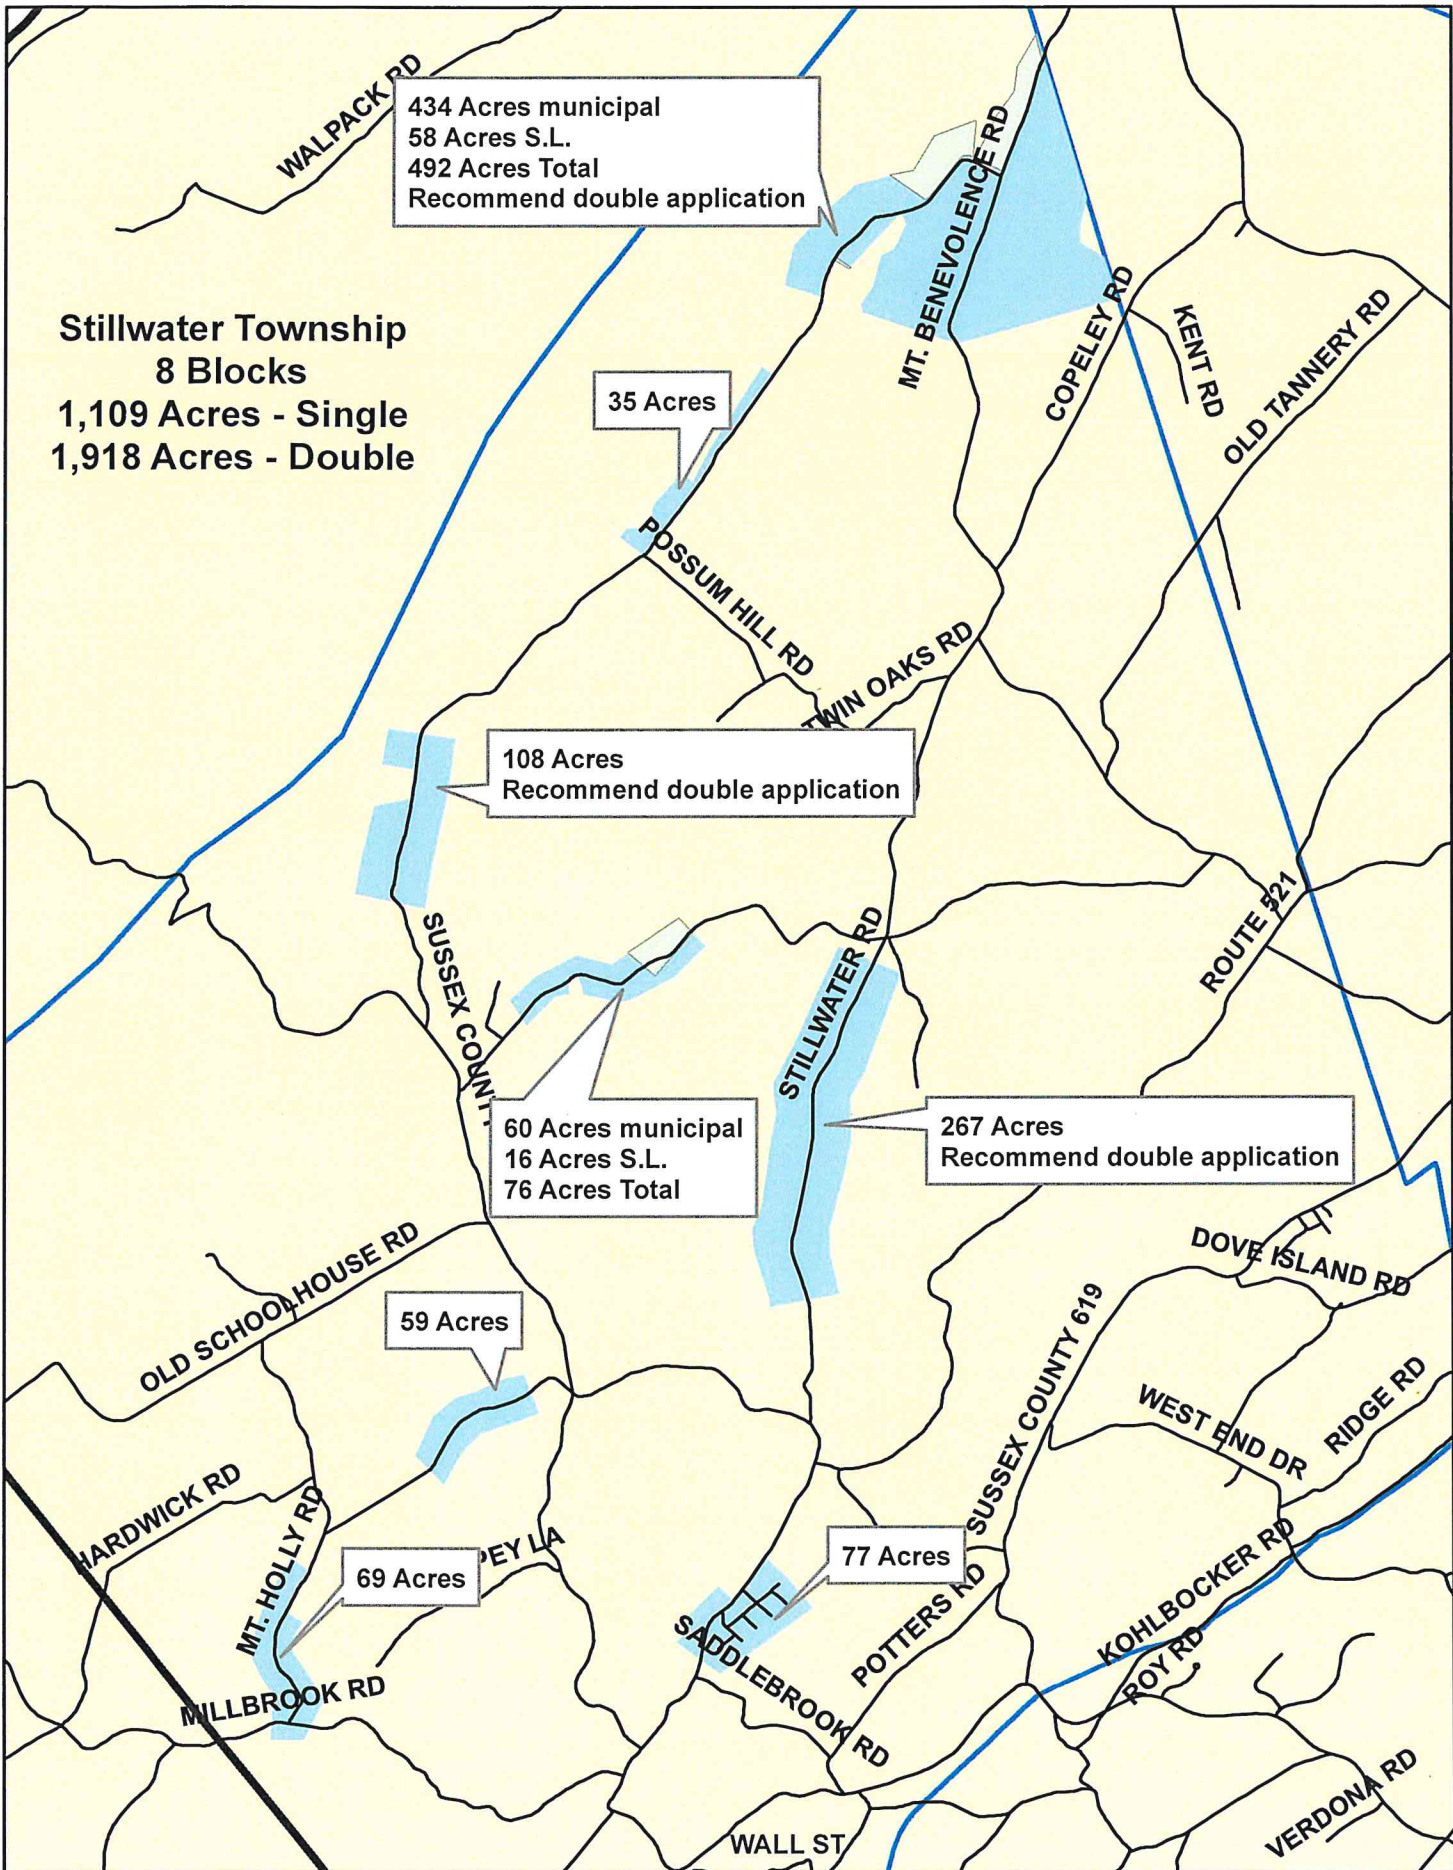 WALPACK RD
434 Acres municipal
58 Acres S.L.
492 Acres Total
Recommend double application
MT. BENEVOLENCE RD
Stillwater Township
8 Blocks
1,109 Acres - Single
1,918 Acres - Double
COPELEY RD
KENT RD
OLD TANNERY RD
35 Acres
POSSUM HILL RD
TWIN OAKS RD
108 Acres
Recommend double application
SUSSEX COUNTY
STILLWATER RD
ROUTE 521
60 Acres municipal
16 Acres S.L.
76 Acres Total
267 Acres
Recommend double application
OLD SCHOOLHOUSE RD
DOVE ISLAND RD
59 Acres
SUSSEX COUNTY 619
WEST END DR
RIDGE RD
HARDWICK RD
MT. HOLLY RD
PEY LA
69 Acres
77 Acres
KOHLBOCKER RD
POTTERS RD
SADDLEBROOK RD
ROY RD
MILLBROOK RD
VERDONA RD
WALL ST